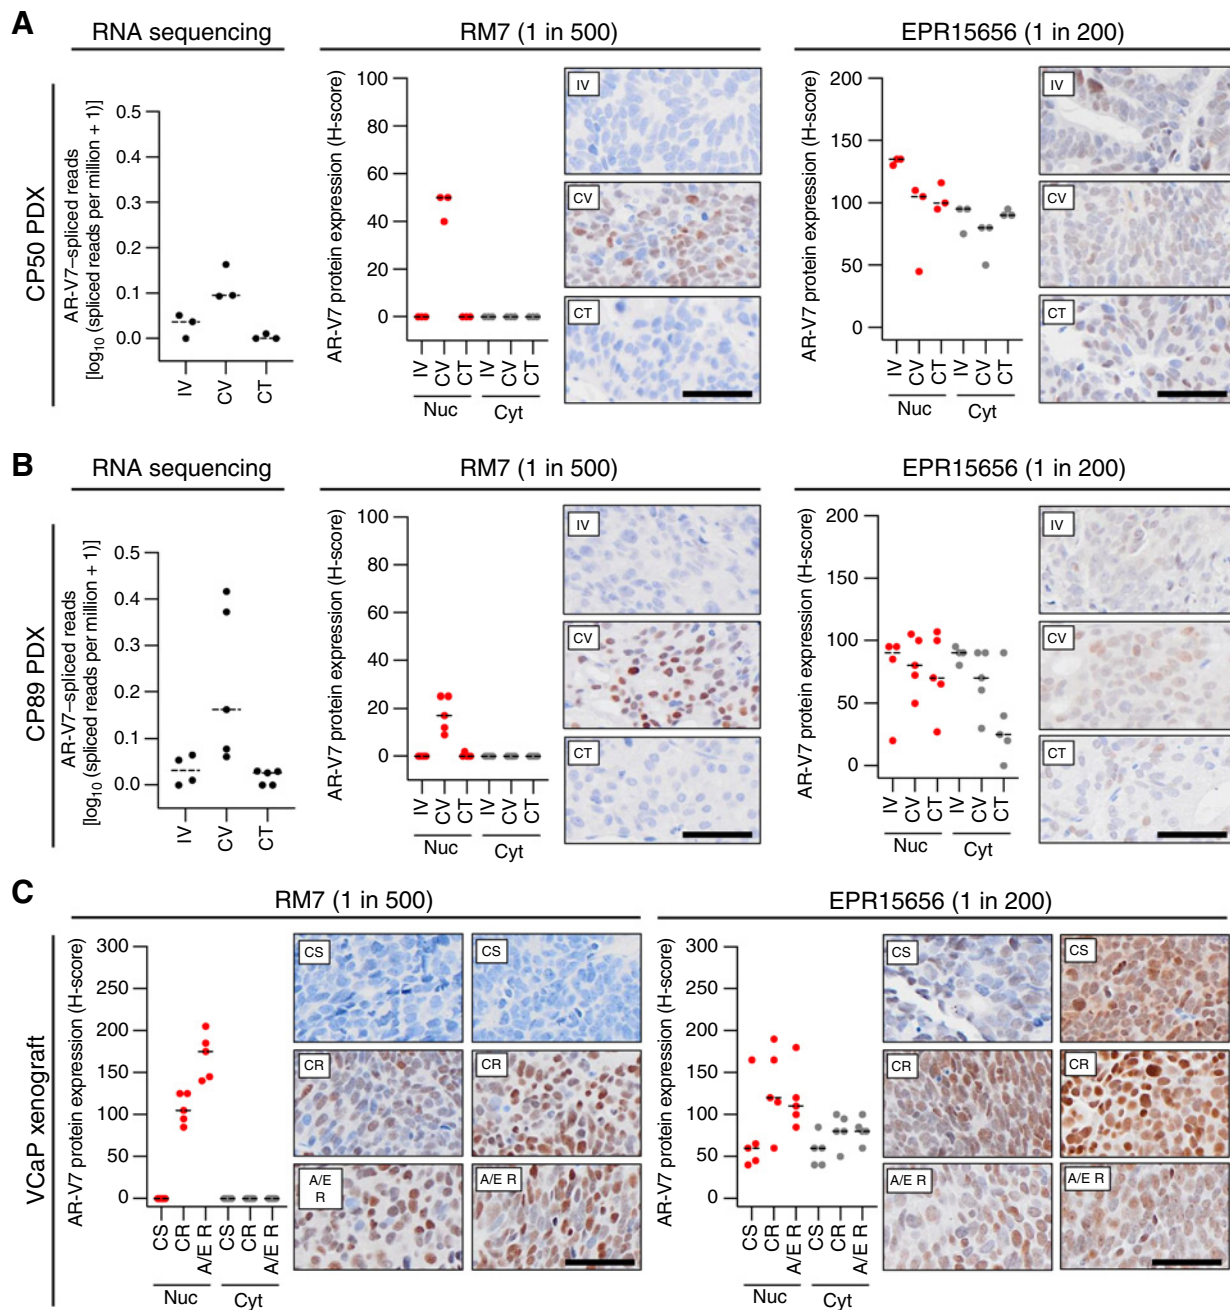 A
RNA sequencing
RM7 (1 in 500)
EPR15656 (1 in 200)
CP50 PDX
AR-V7–spliced reads
[log10 (spliced reads per million + 1)]
0.5
0.4
0.3
0.2
0.1
0.0
IV
CV
CT
AR-V7 protein expression (H-score)
100
80
60
40
20
0
IV
CV
CT
IV
CV
CT
Nuc
Cyt
IV
CV
CT
AR-V7 protein expression (H-score)
200
150
100
50
0
IV
CV
CT
IV
CV
CT
Nuc
Cyt
IV
CV
CT
B
RNA sequencing
RM7 (1 in 500)
EPR15656 (1 in 200)
CP89 PDX
AR-V7–spliced reads
[log10 (spliced reads per million + 1)]
0.5
0.4
0.3
0.2
0.1
0.0
IV
CV
CT
AR-V7 protein expression (H-score)
100
80
60
40
20
0
IV
CV
CT
IV
CV
CT
Nuc
Cyt
IV
CV
CT
AR-V7 protein expression (H-score)
200
150
100
50
0
IV
CV
CT
IV
CV
CT
Nuc
Cyt
IV
CV
CT
C
RM7 (1 in 500)
EPR15656 (1 in 200)
VCaP xenograft
AR-V7 protein expression (H-score)
300
250
200
150
100
50
0
CS
CR
A/E R
CS
CR
A/E R
Nuc
Cyt
CS
CS
CR
CR
A/E
R
A/E R
AR-V7 protein expression (H-score)
300
250
200
150
100
50
0
CS
CR
A/E R
CS
CR
A/E R
Nuc
Cyt
CS
CS
CR
CR
A/E R
A/E R